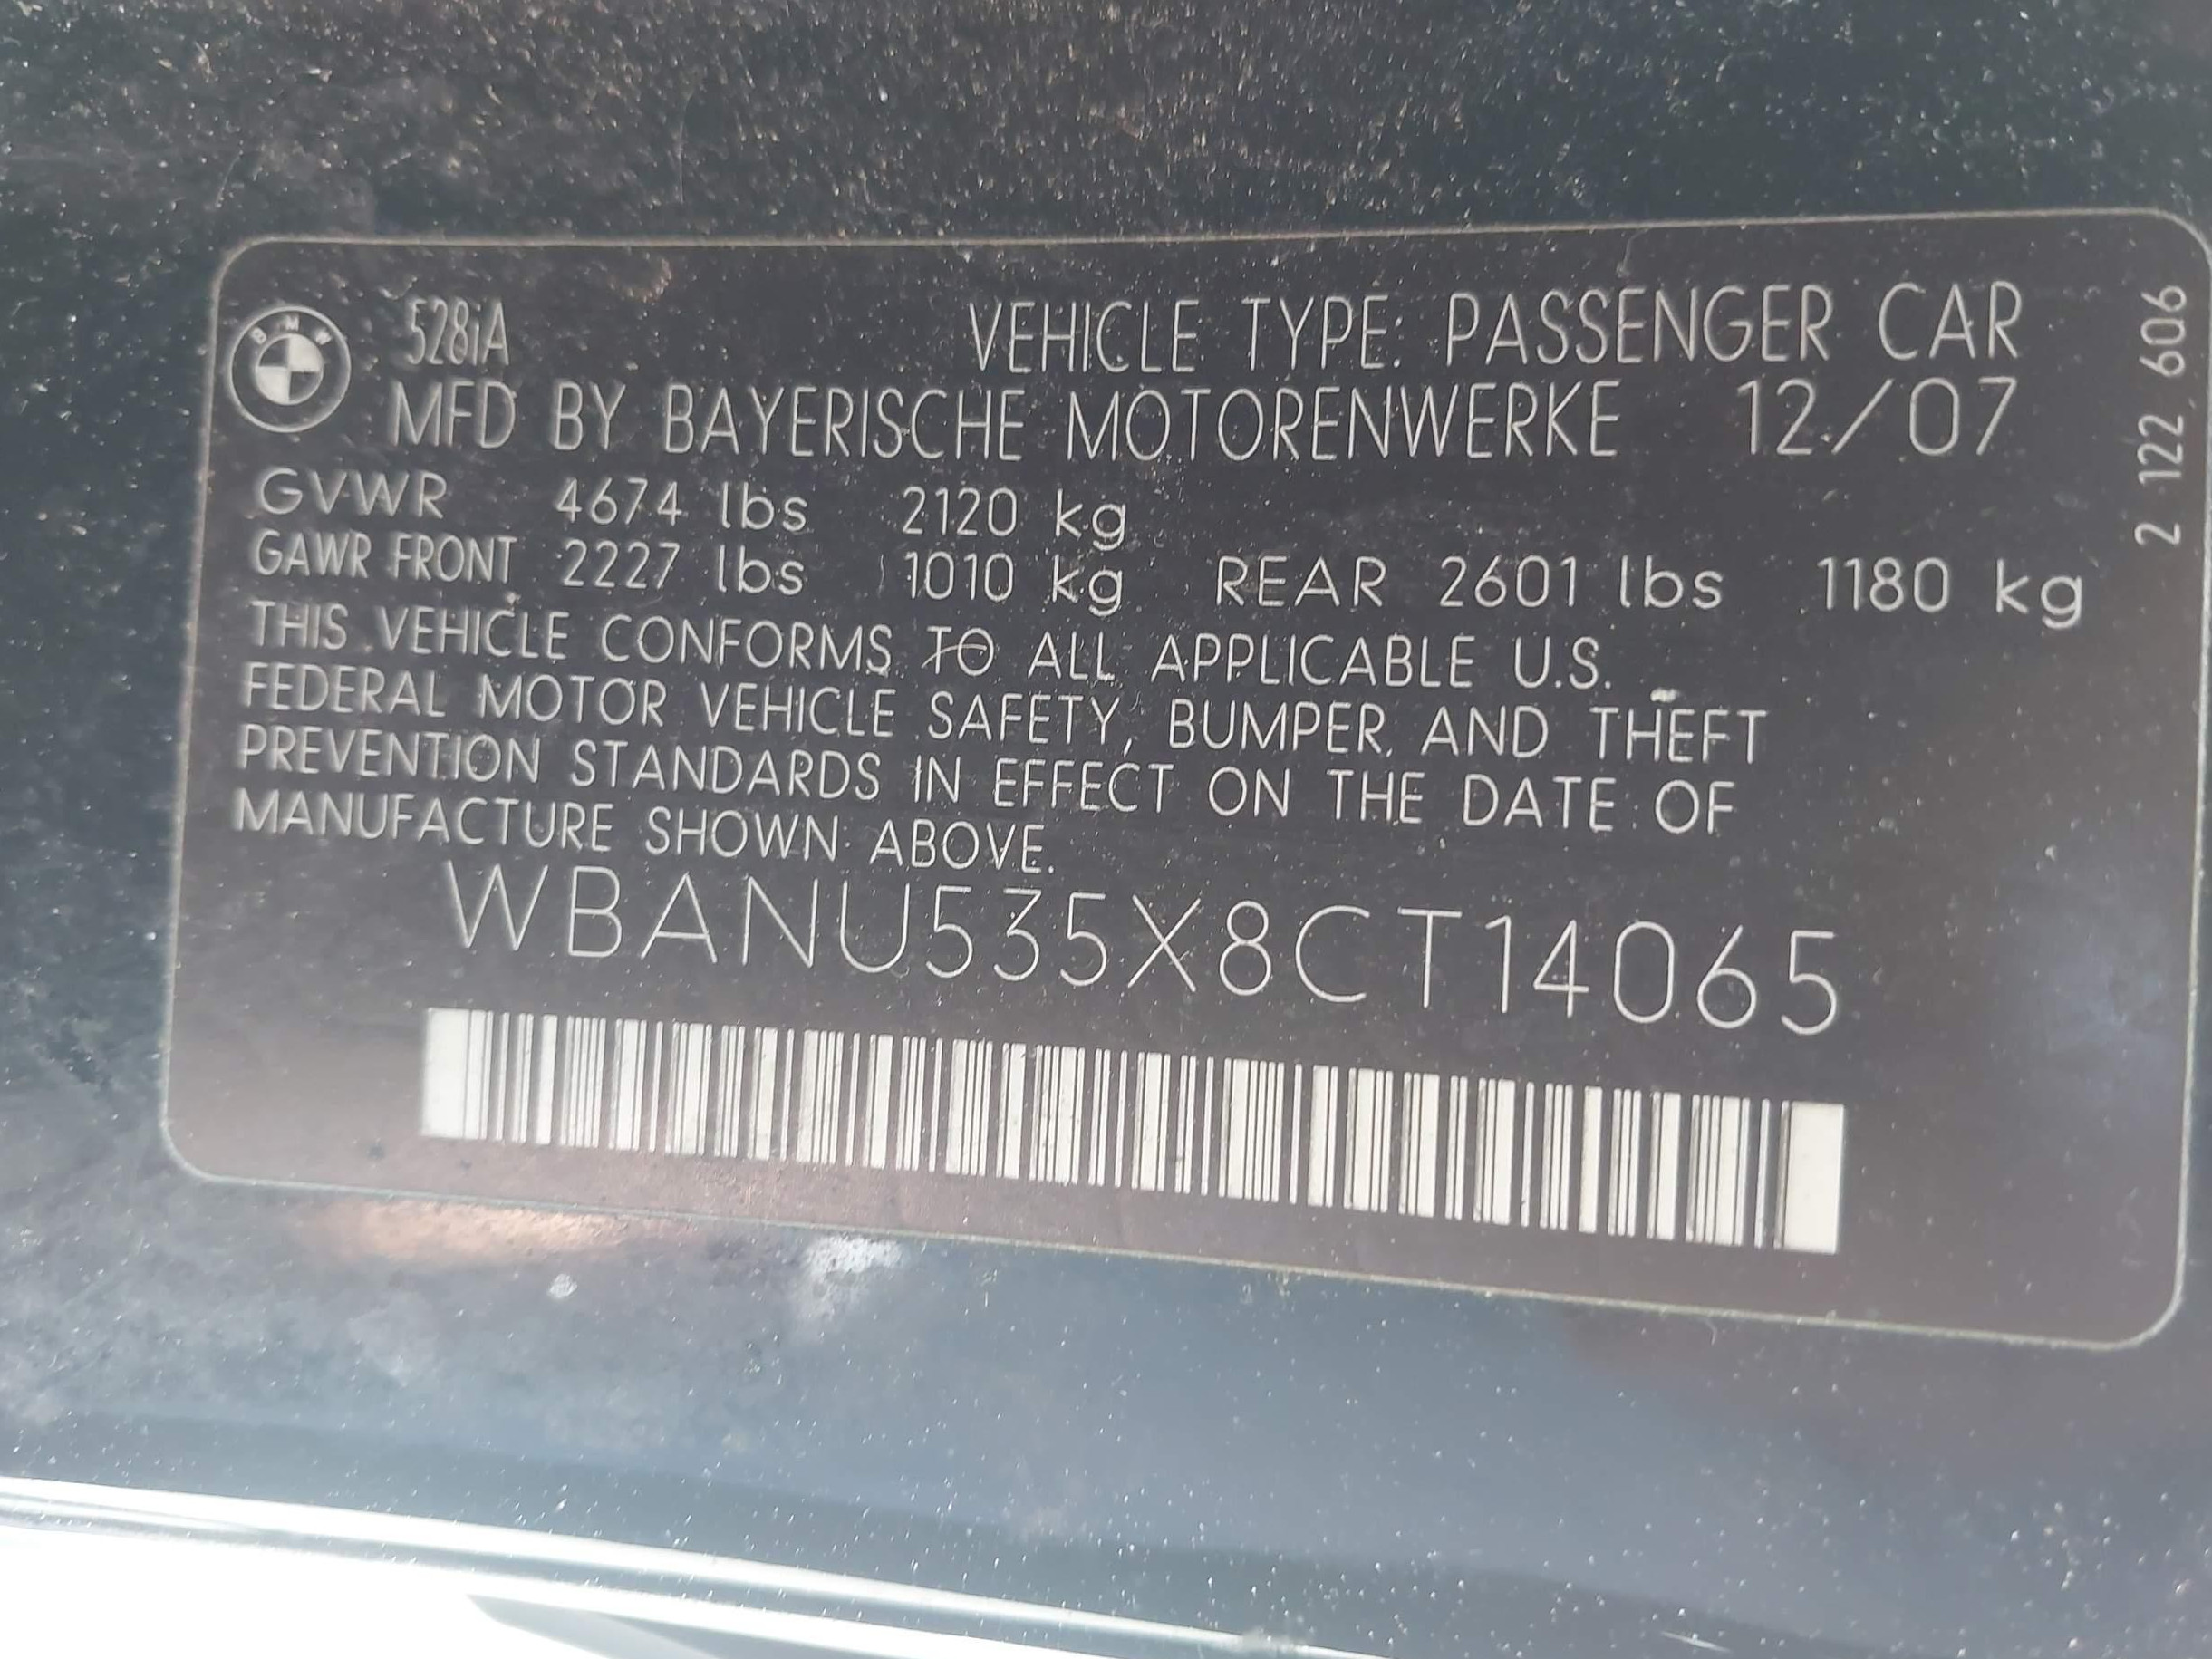 BMW
528iA VEHICLE TYPE: PASSENGER CAR
MFD BY BAYERISCHE MOTORENWERKE 12/07
GVWR 4674 lbs 2120 kg
GAWR FRONT 2227 lbs 1010 kg REAR 2601 lbs 1180 kg
THIS VEHICLE CONFORMS TO ALL APPLICABLE U.S.
FEDERAL MOTOR VEHICLE SAFETY, BUMPER, AND THEFT
PREVENTION STANDARDS IN EFFECT ON THE DATE OF
MANUFACTURE SHOWN ABOVE.
WBANU535X8CT14065
2 122 606